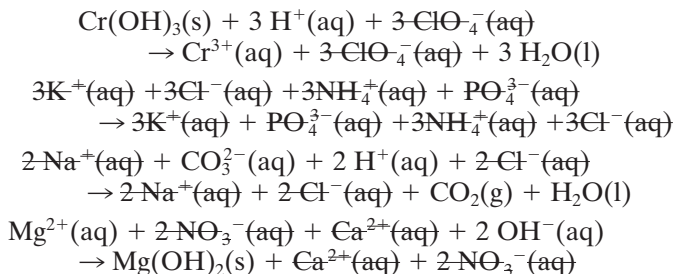 Cr(OH)₃(s) + 3 H⁺(aq) + 3 ClO₄⁻(aq)
→ Cr³⁺(aq) + 3 ClO₄⁻(aq) + 3 H₂O(l)
3K⁺(aq) +3Cl⁻(aq) +3NH₄⁺(aq) + PO₄³⁻(aq)
→ 3K⁺(aq) + PO₄³⁻(aq) +3NH₄⁺(aq) +3Cl⁻(aq)
2 Na⁺(aq) + CO₃²⁻(aq) + 2 H⁺(aq) + 2 Cl⁻(aq)
→ 2 Na⁺(aq) + 2 Cl⁻(aq) + CO₂(g) + H₂O(l)
Mg²⁺(aq) + 2 NO₃⁻(aq) + Ca²⁺(aq) + 2 OH⁻(aq)
→ Mg(OH)₂(s) + Ca²⁺(aq) + 2 NO₃⁻(aq)